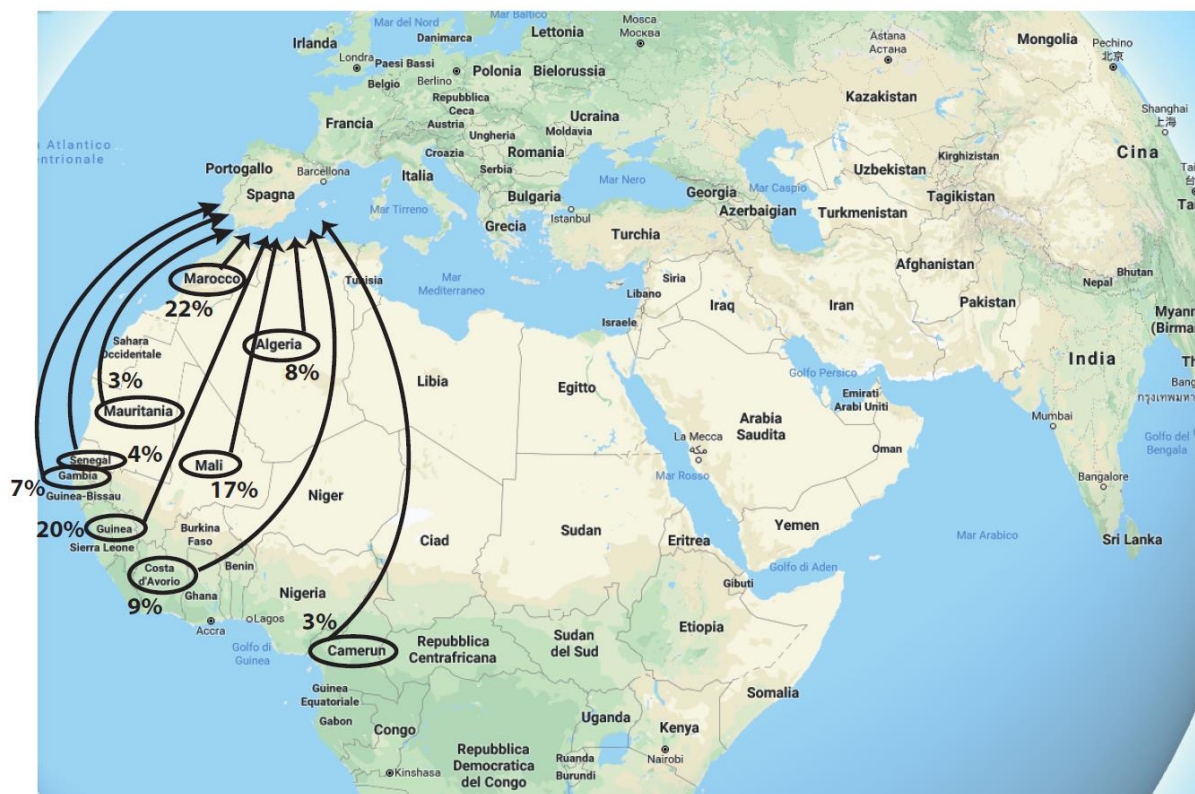 Mar del Nord
Mar Baltico
Mosca
Москва
Irlanda
Danimarca
Lettonia
Astana
Астана
Mongolia
Pechino
北京
Londra
Paesi Bassi
Berlino
Polonia
Bielorussia
Belgio
Repubblica
Ceca
Kazakistan
Shanghai
上海
Francia
Austria
Ucraina
Ungheria
Moldavia
Atlantico
entrionale
Croazia
Romania
Kirghizistan
Cina
Portogallo
Barcellona
Serbia
Uzbekistan
Spagna
Italia
Bulgaria
Mar Nero
Georgia
Mar Caspio
Tagikistan
Mar Tirreno
Istanbul
Azerbaigian
Turkmenistan
Grecia
Turchia
Marocco
Tunisia
Mar
Mediterraneo
Siria
Afghanistan
22%
Libano
Iraq
Iran
Pakistan
Nepal
Bhutan
Israele
Myanm
(Birmar
Sahara
Occidentale
Algeria
8%
India
3%
Libia
Egitto
Golfo Persico
Emirati
Arabi Uniti
Mauritania
Arabia
Saudita
Mumbai
La Mecca
مكة
Oman
Golfo del
Bengala
Senegal
4%
Mali
Gambia
7%
17%
Mar Rosso
Bangalore
Guinea-Bissau
Niger
20%
Guinea
Burkina
Faso
Ciad
Sudan
Eritrea
Yemen
Mar Arabico
Sri Lanka
Sierra Leone
Costa
d'Avorio
Benin
Golfo di Aden
Gibuti
9%
Ghana
Nigeria
Accra
Lagos
3%
Etiopia
Golfo di
Guinea
Camerun
Repubblica
Centrafricana
Sudan
del Sud
Guinea
Equatoriale
Somalia
Gabon
Congo
Uganda
Kenya
Kinshasa
Repubblica
Democratica
del Congo
Ruanda
Burundi
Nairobi